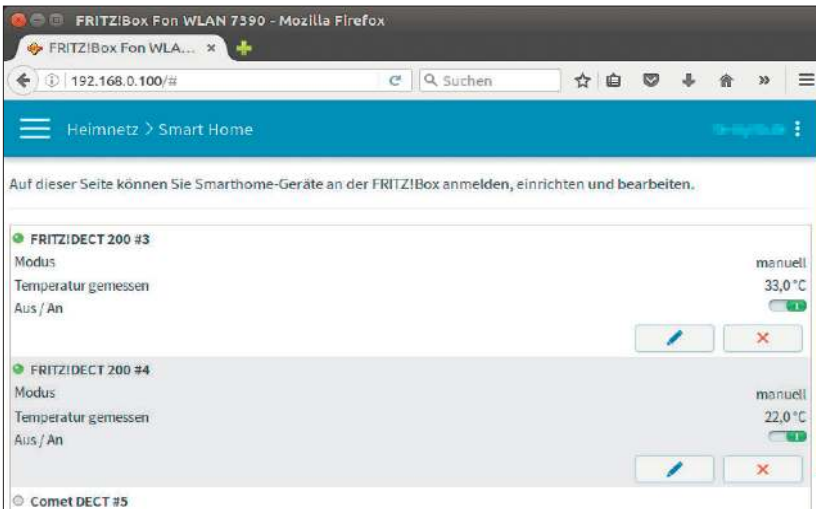 FRITZ!Box Fon WLAN 7390 - Mozilla Firefox
FRITZ!Box Fon WLA... ×
192.168.0.100/#
Suchen
Heimnetz > Smart Home
Auf dieser Seite können Sie Smarthome-Geräte an der FRITZ!Box anmelden, einrichten und bearbeiten.
FRITZ!DECT 200 #3
Modus manuell
Temperatur gemessen 33,0 °C
Aus / An
FRITZ!DECT 200 #4
Modus manuell
Temperatur gemessen 22,0 °C
Aus / An
Comet DECT #5